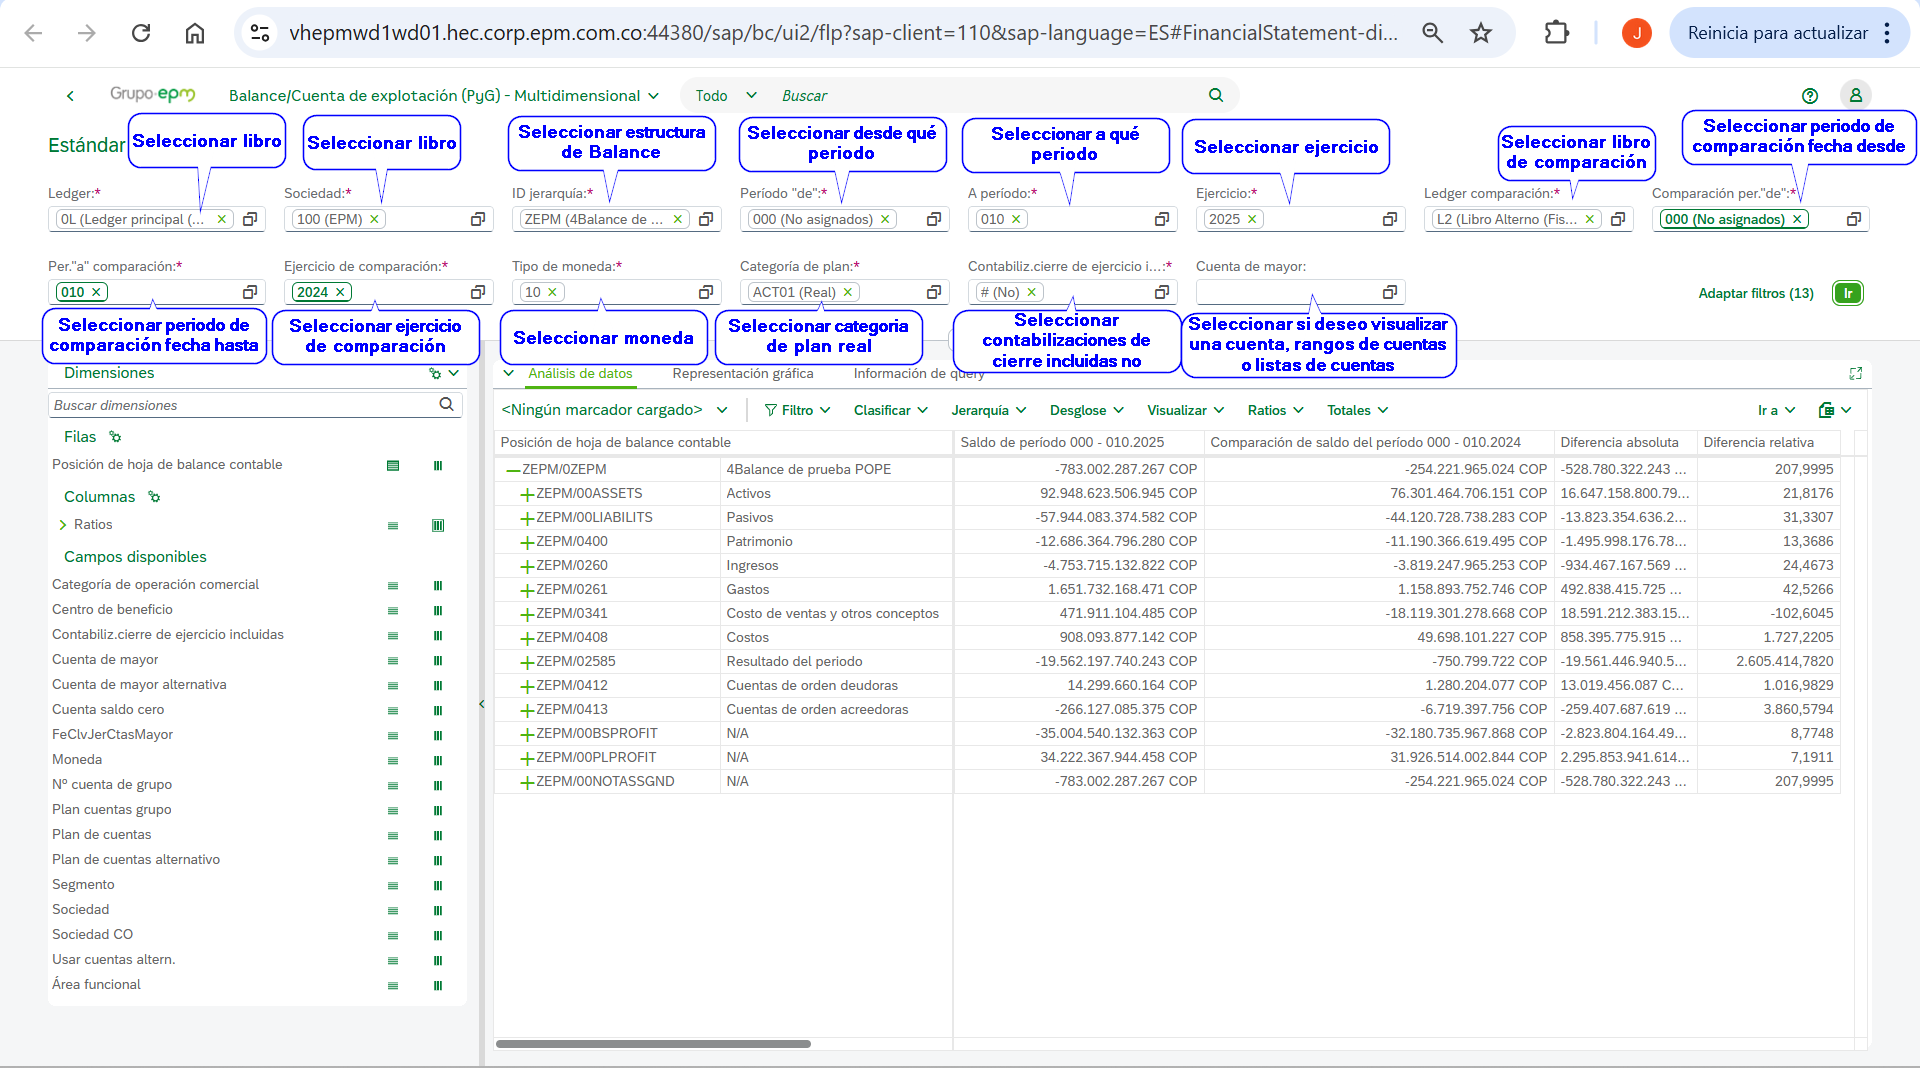 vhepmwd1wd01.hec.corp.epm.com.co:44380/sap/bc/ui2/flp?sap-client=110&sap-language=ES#FinancialStatement-di...
J
Reinicia para actualizar
Grupo·epm
Balance/Cuenta de explotación (PyG) - Multidimensional
Todo
Buscar
Estándar
Seleccionar libro
Seleccionar libro
Seleccionar estructura
de Balance
Seleccionar desde qué
periodo
Seleccionar a qué
periodo
Seleccionar ejercicio
Seleccionar libro
de comparación
Seleccionar periodo de
comparación fecha desde
Ledger:*
Sociedad:*
ID jerarquía:*
Período "de":*
A período:*
Ejercicio:*
Ledger comparación:*
Comparación per."de":*
0L (Ledger principal (...
100 (EPM)
ZEPM (4Balance de ...
000 (No asignados)
010
2025
L2 (Libro Alterno (Fis...
000 (No asignados)
Per."a" comparación:*
Ejercicio de comparación:*
Tipo de moneda:*
Categoría de plan:*
Contabiliz.cierre de ejercicio i...:*
Cuenta de mayor:
010
2024
10
ACT01 (Real)
# (No)
Adaptar filtros (13)
Ir
Seleccionar periodo de
comparación fecha hasta
Seleccionar ejercicio
de comparación
Seleccionar moneda
Seleccionar categoria
de plan real
Seleccionar
contabilizaciones de
cierre incluidas no
Seleccionar si deseo visualizar
una cuenta, rangos de cuentas
o listas de cuentas
Dimensiones
Buscar dimensiones
Filas
Posición de hoja de balance contable
Columnas
Ratios
Campos disponibles
Categoría de operación comercial
Centro de beneficio
Contabiliz.cierre de ejercicio incluidas
Cuenta de mayor
Cuenta de mayor alternativa
Cuenta saldo cero
FeClvJerCtasMayor
Moneda
Nº cuenta de grupo
Plan cuentas grupo
Plan de cuentas
Plan de cuentas alternativo
Segmento
Sociedad
Sociedad CO
Usar cuentas altern.
Área funcional
Análisis de datos
Representación gráfica
Información de query
<Ningún marcador cargado>
Filtro
Clasificar
Jerarquía
Desglose
Visualizar
Ratios
Totales
Ir a
Posición de hoja de balance contable Saldo de período 000 - 010.2025 Comparación de saldo del período 000 - 010.2024 Diferencia absoluta Diferencia relativa
ZEPM/0ZEPM 4Balance de prueba POPE -783.002.287.267 COP -254.221.965.024 COP -528.780.322.243 ... 207,9995
ZEPM/00ASSETS Activos 92.948.623.506.945 COP 76.301.464.706.151 COP 16.647.158.800.79... 21,8176
ZEPM/00LIABILITS Pasivos -57.944.083.374.582 COP -44.120.728.738.283 COP -13.823.354.636.2... 31,3307
ZEPM/0400 Patrimonio -12.686.364.796.280 COP -11.190.366.619.495 COP -1.495.998.176.78... 13,3686
ZEPM/0260 Ingresos -4.753.715.132.822 COP -3.819.247.965.253 COP -934.467.167.569 ... 24,4673
ZEPM/0261 Gastos 1.651.732.168.471 COP 1.158.893.752.746 COP 492.838.415.725 ... 42,5266
ZEPM/0341 Costo de ventas y otros conceptos 471.911.104.485 COP -18.119.301.278.668 COP 18.591.212.383.15... -102,6045
ZEPM/0408 Costos 908.093.877.142 COP 49.698.101.227 COP 858.395.775.915 ... 1.727,2205
ZEPM/02585 Resultado del periodo -19.562.197.740.243 COP -750.799.722 COP -19.561.446.940.5... 2.605.414,7820
ZEPM/0412 Cuentas de orden deudoras 14.299.660.164 COP 1.280.204.077 COP 13.019.456.087 C... 1.016,9829
ZEPM/0413 Cuentas de orden acreedoras -266.127.085.375 COP -6.719.397.756 COP -259.407.687.619 ... 3.860,5794
ZEPM/00BSPROFIT N/A -35.004.540.132.363 COP -32.180.735.967.868 COP -2.823.804.164.49... 8,7748
ZEPM/00PLPROFIT N/A 34.222.367.944.458 COP 31.926.514.002.844 COP 2.295.853.941.614... 7,1911
ZEPM/00NOTASSGND N/A -783.002.287.267 COP -254.221.965.024 COP -528.780.322.243 ... 207,9995